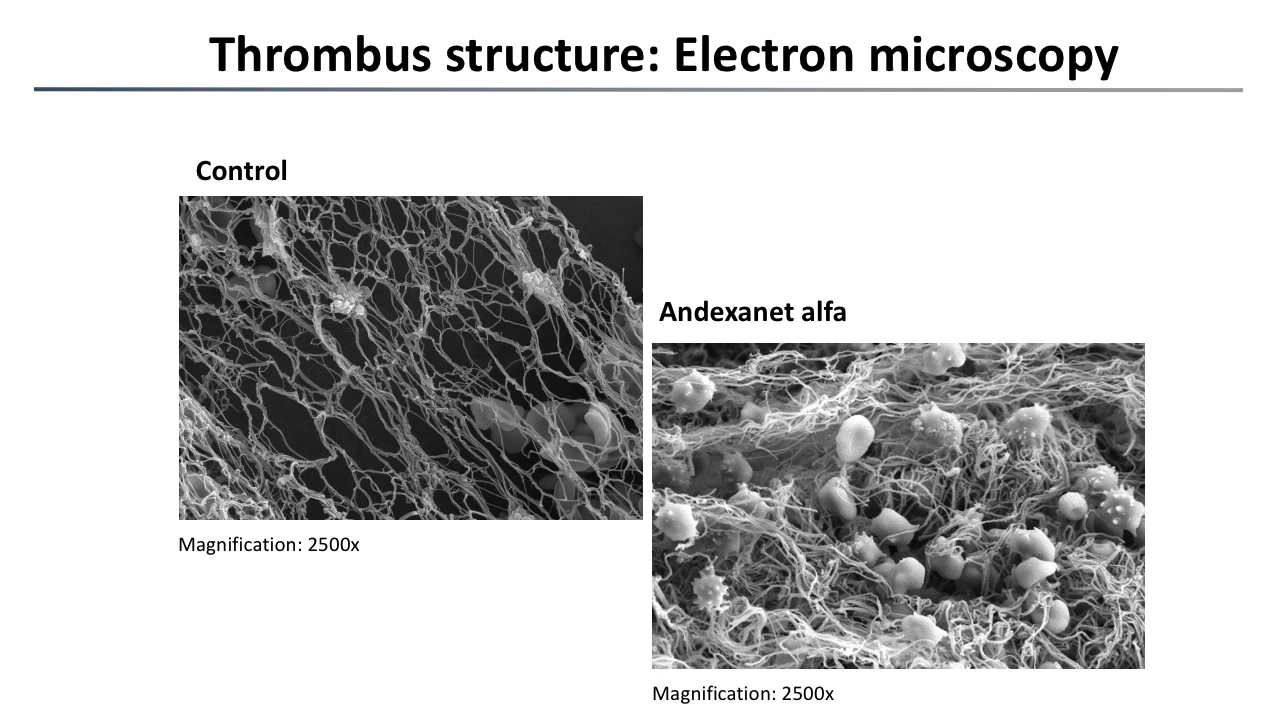 Thrombus structure: Electron microscopy
Control
Andexanet alfa
Magnification: 2500x
Magnification: 2500x